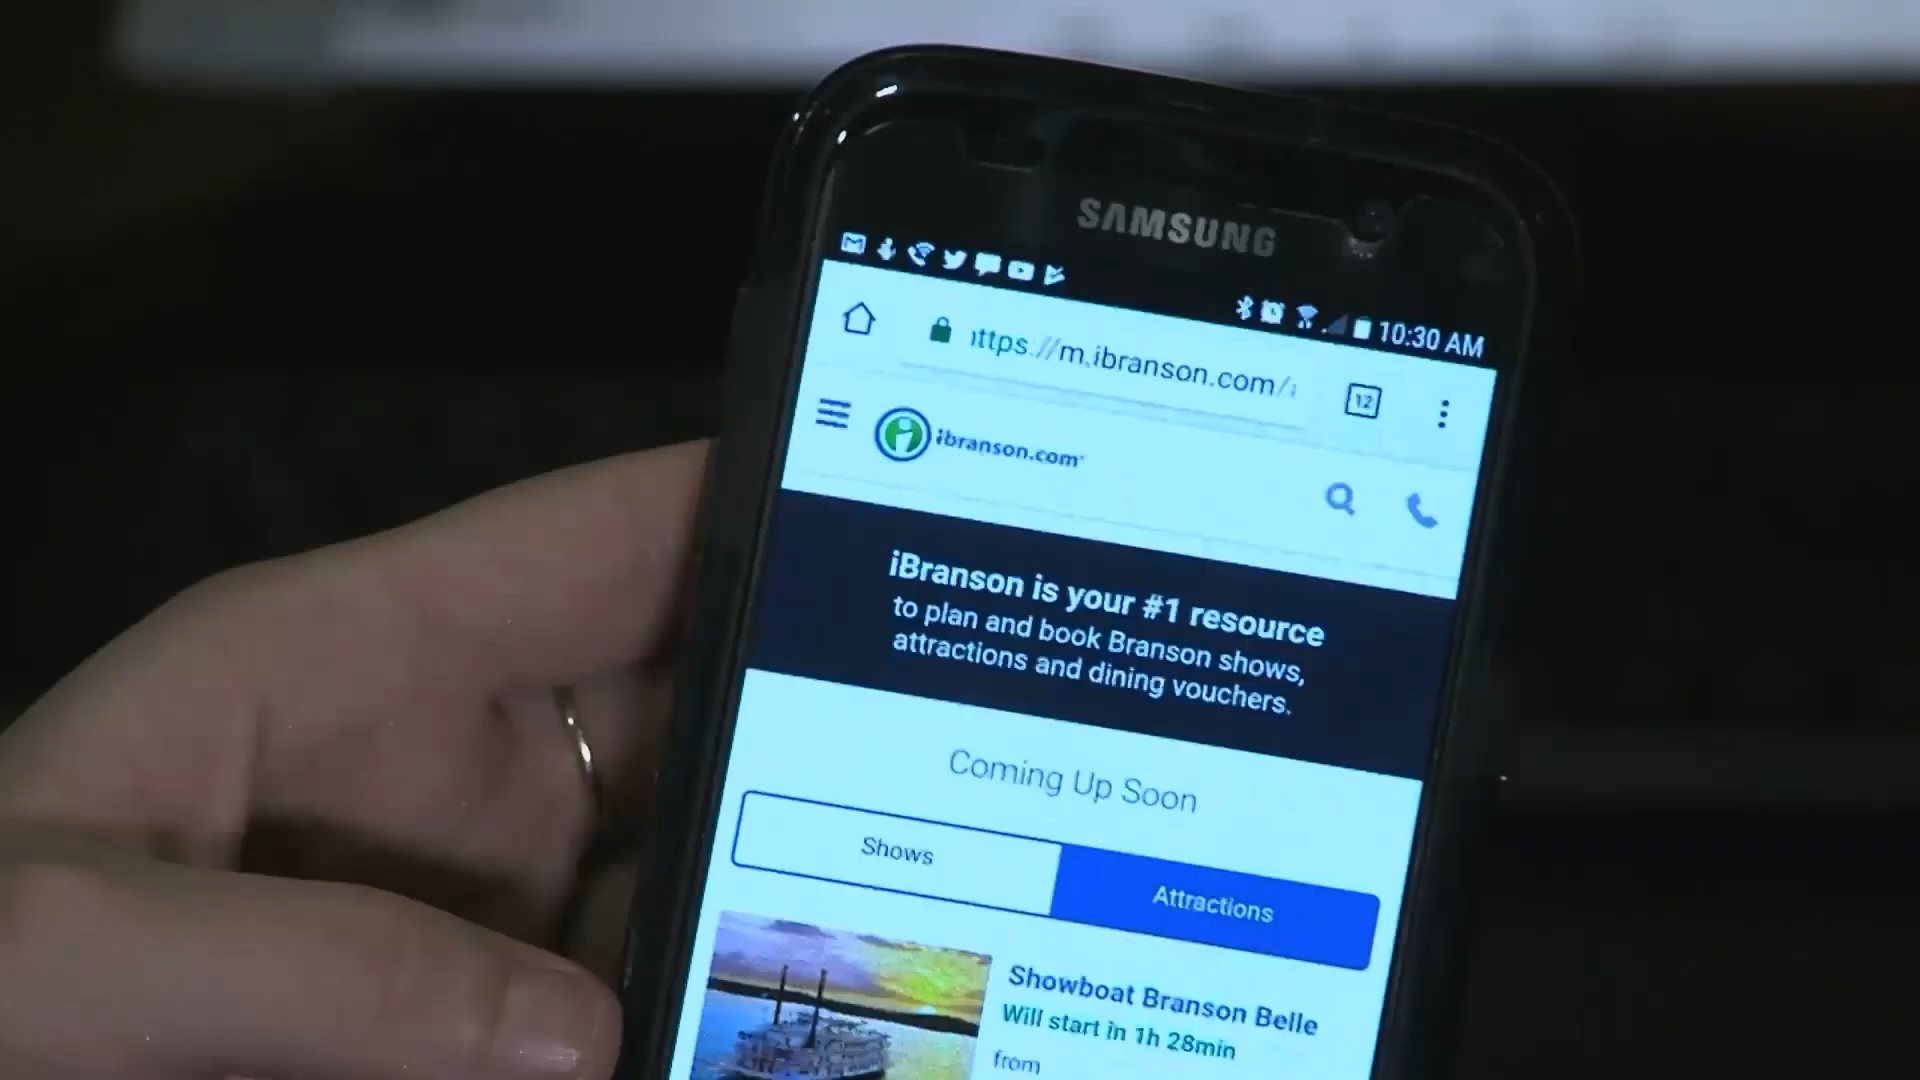 SAMSUNG
10:30 AM
ttps://m.ibranson.com/
12
ibranson.com
iBranson is your #1 resource
to plan and book Branson shows,
attractions and dining vouchers.
Coming Up Soon
Shows
Attractions
Showboat Branson Belle
Will start in 1h 28min
from